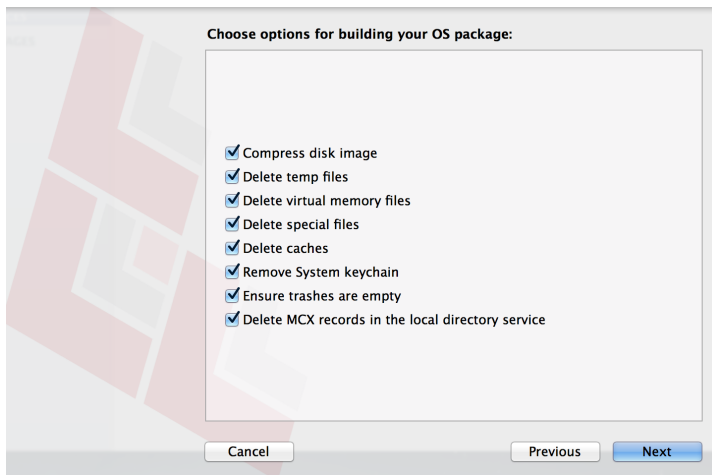 Choose options for building your OS package:
Compress disk image
Delete temp files
Delete virtual memory files
Delete special files
Delete caches
Remove System keychain
Ensure trashes are empty
Delete MCX records in the local directory service
Cancel
Previous
Next